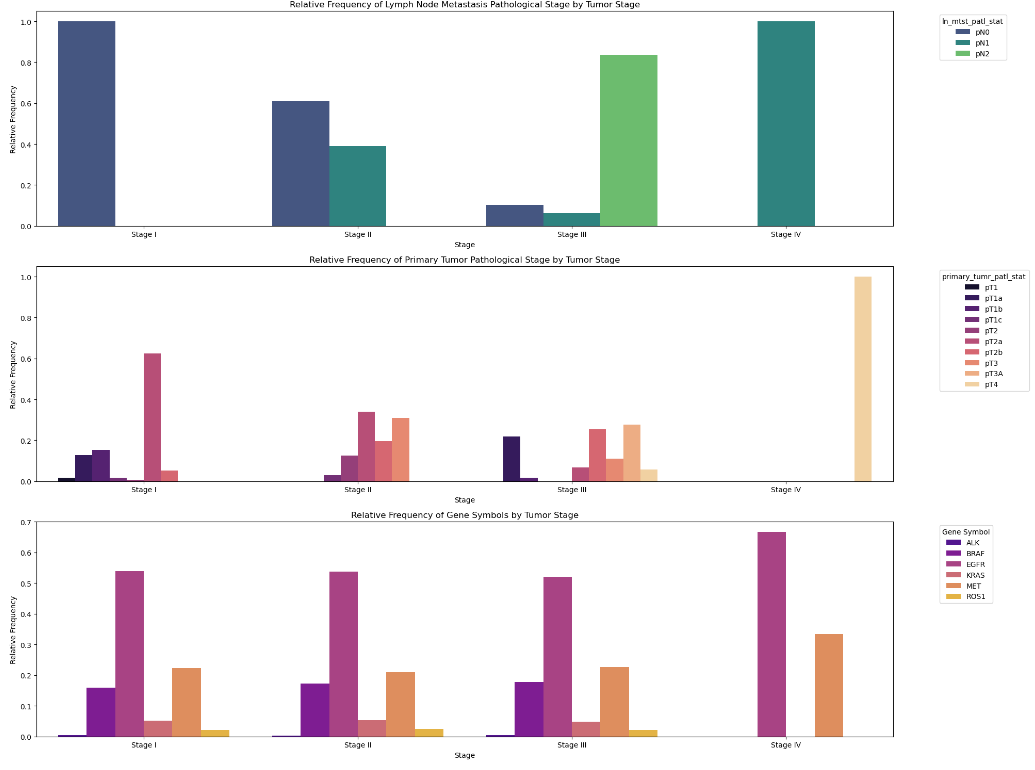 Relative Frequency of Lymph Node Metastasis Pathological Stage by Tumor Stage
1.0
0.8
0.6
0.4
0.2
0.0
Relative Frequency
Stage I
Stage II
Stage III
Stage IV
Stage
ln_mtst_patl_stat
pN0
pN1
pN2
Relative Frequency of Primary Tumor Pathological Stage by Tumor Stage
1.0
0.8
0.6
0.4
0.2
0.0
Relative Frequency
Stage I
Stage II
Stage III
Stage IV
Stage
primary_tumr_patl_stat
pT1
pT1a
pT1b
pT1c
pT2
pT2a
pT2b
pT3
pT3A
pT4
Relative Frequency of Gene Symbols by Tumor Stage
0.7
0.6
0.5
0.4
0.3
0.2
0.1
0.0
Relative Frequency
Stage I
Stage II
Stage III
Stage IV
Stage
Gene Symbol
ALK
BRAF
EGFR
KRAS
MET
ROS1